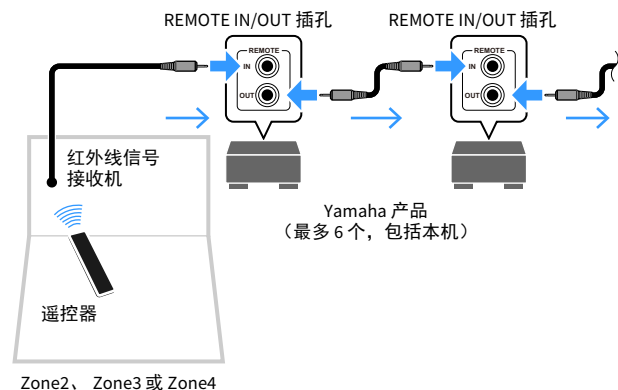 REMOTE IN/OUT 插孔
REMOTE IN/OUT 插孔
REMOTE
IN
OUT
REMOTE
IN
OUT
红外线信号
接收机
Yamaha 产品
（最多 6 个，包括本机）
遥控器
Zone2、 Zone3 或 Zone4